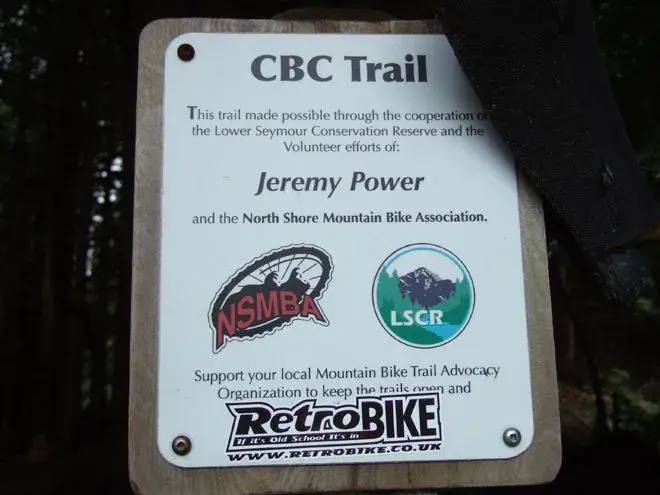 CBC Trail
This trail made possible through the cooperation of
the Lower Seymour Conservation Reserve and the
Volunteer efforts of:
Jeremy Power
and the North Shore Mountain Bike Association.
NSMBA
LSCR
Support your local Mountain Bike Trail Advocacy
Organization to keep the trails open and
RetroBIKE
If it's Old School It's in
WWW.RETROBIKE.CO.UK